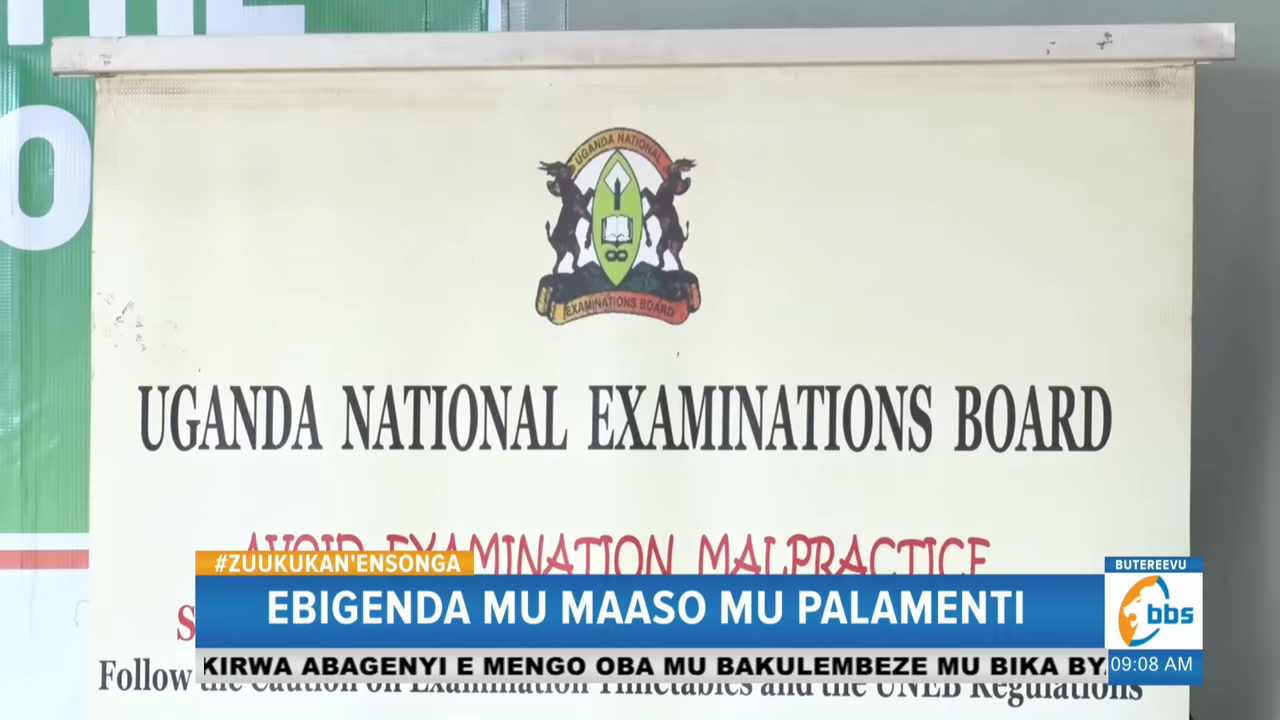 UGANDA NATIONAL
EXAMINATIONS BOARD
UGANDA NATIONAL EXAMINATIONS BOARD
AVOID EXAMINATION MALPRACTICE
#ZUUKUKAN'ENSONGA
BUTEREEVU
EBIGENDA MU MAASO MU PALAMENTI
bbs
KIRWA ABAGENYI E MENGO OBA MU BAKULEMBEZE MU BIKA BY
09:08 AM
Follow the Caution on Examination Timetables and the UNEB Regulations